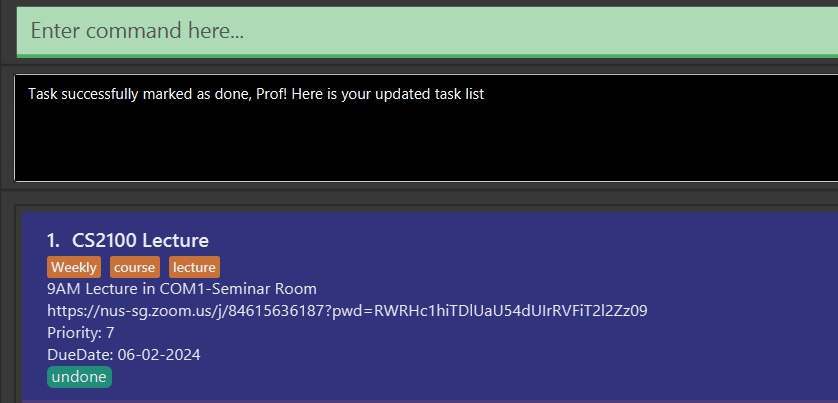 Enter command here...
Task successfully marked as done, Prof! Here is your updated task list
1. CS2100 Lecture
Weekly course lecture
9AM Lecture in COM1-Seminar Room
https://nus-sg.zoom.us/j/84615636187?pwd=RWRHc1hiTDlUaU54dUIrRVFiT2l2Zz09
Priority: 7
DueDate: 06-02-2024
undone